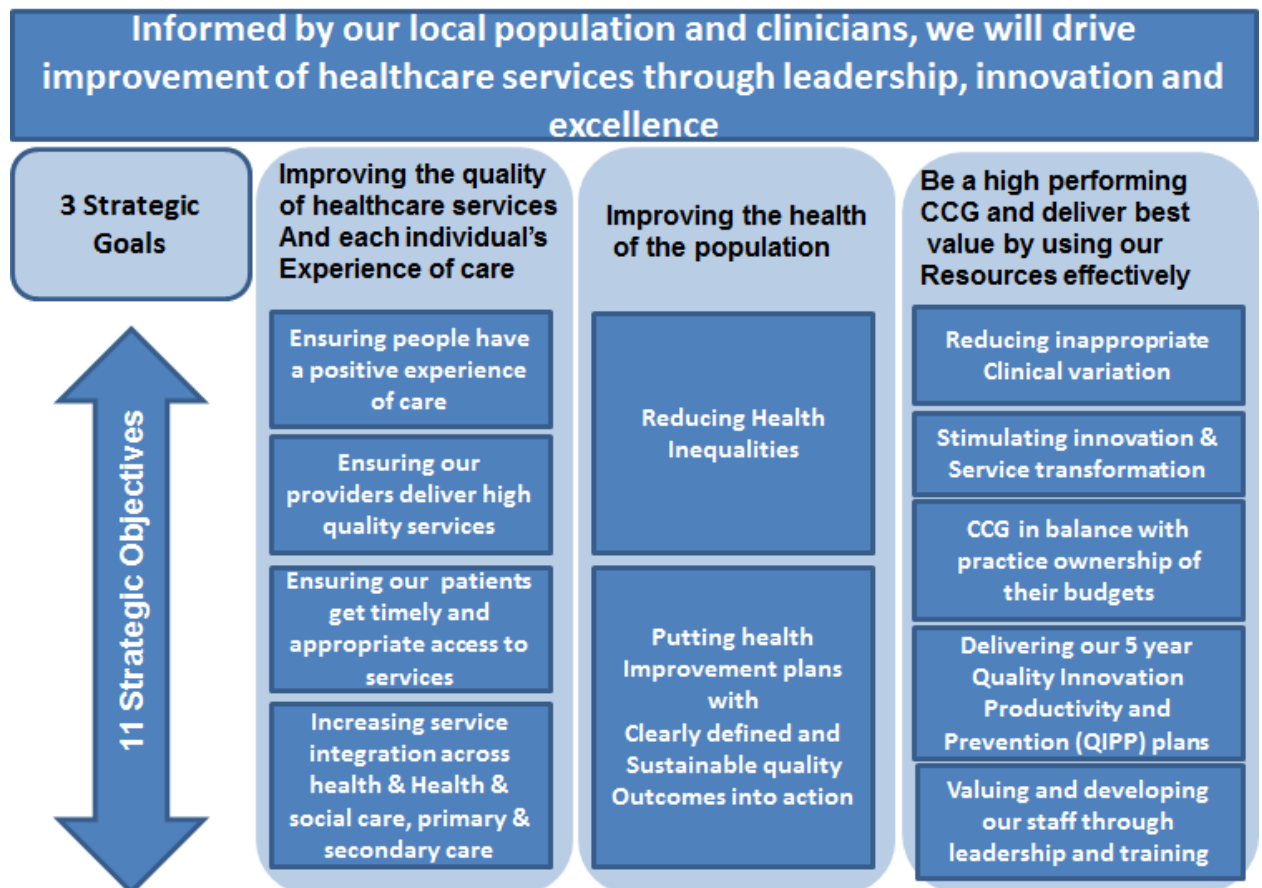 Informed by our local population and clinicians, we will drive
improvement of healthcare services through leadership, innovation and
excellence
3 Strategic
Goals
Improving the quality
of healthcare services
And each individual's
Experience of care
Improving the health
of the population
Be a high performing
CCG and deliver best
value by using our
Resources effectively
11 Strategic Objectives
Ensuring people have
a positive experience
of care
Ensuring our
providers deliver high
quality services
Ensuring our patients
get timely and
appropriate access to
services
Increasing service
integration across
health & Health &
social care, primary &
secondary care
Reducing Health
Inequalities
Putting health
Improvement plans
with
Clearly defined and
Sustainable quality
Outcomes into action
Reducing inappropriate
Clinical variation
Stimulating innovation &
Service transformation
CCG in balance with
practice ownership of
their budgets
Delivering our 5 year
Quality Innovation
Productivity and
Prevention (QIPP) plans
Valuing and developing
our staff through
leadership and training